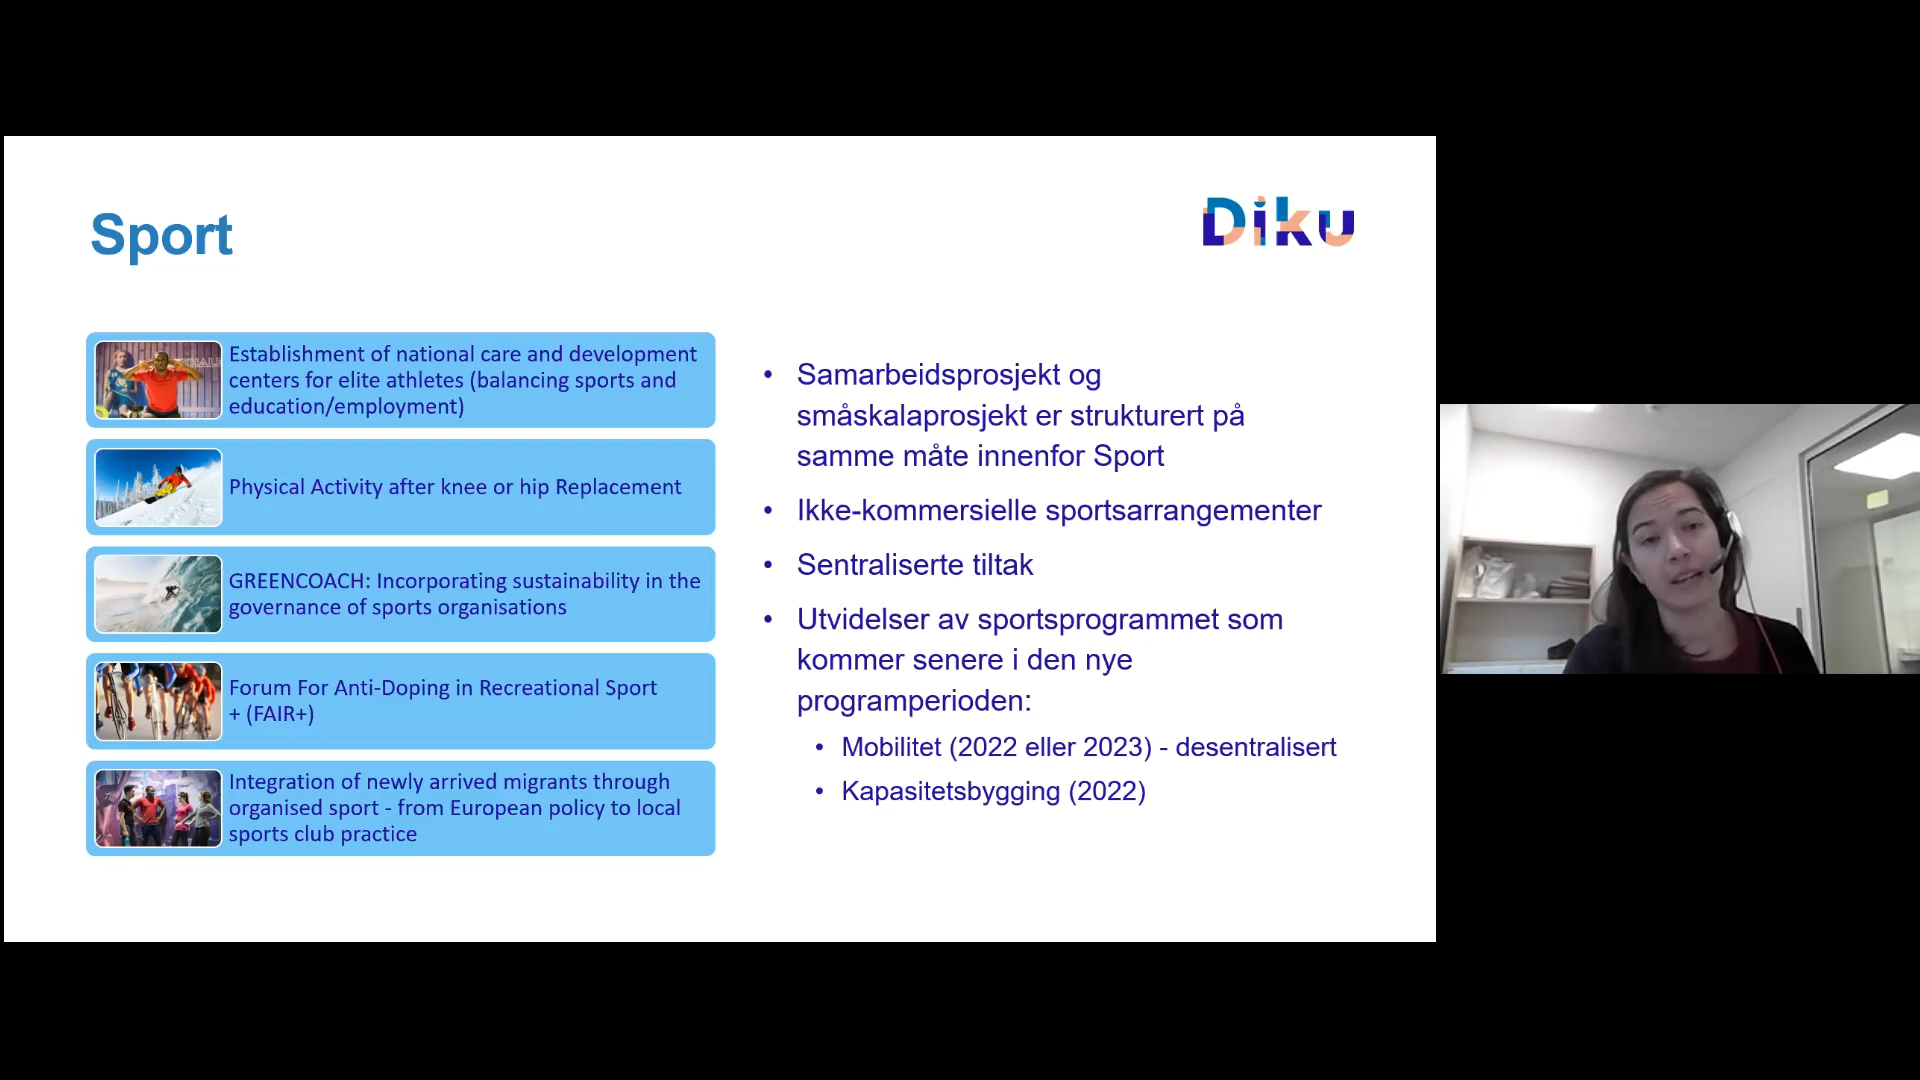 Sport
Diku
Establishment of national care and development
centers for elite athletes (balancing sports and
education/employment)
Physical Activity after knee or hip Replacement
GREENCOACH: Incorporating sustainability in the
governance of sports organisations
Forum For Anti-Doping in Recreational Sport
+ (FAIR+)
Integration of newly arrived migrants through
organised sport - from European policy to local
sports club practice
• Samarbeidsprosjekt og
småskalaprosjekt er strukturert på
samme måte innenfor Sport
• Ikke-kommersielle sportsarrangementer
• Sentraliserte tiltak
• Utvidelser av sportsprogrammet som
kommer senere i den nye
programperioden:
• Mobilitet (2022 eller 2023) - desentralisert
• Kapasitetsbygging (2022)